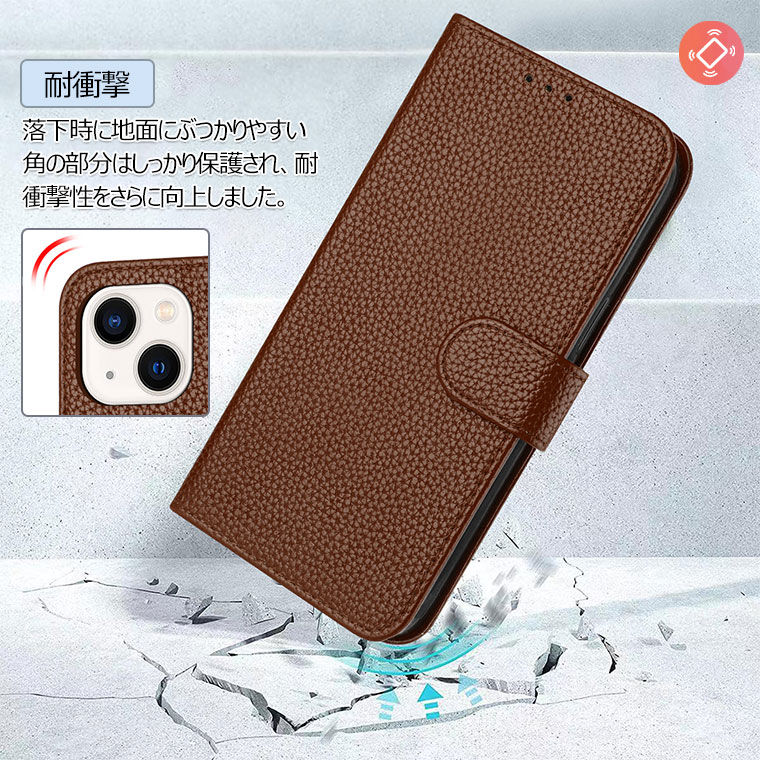 耐衝撃
落下時に地面にぶつかりやすい
角の部分はしっかり保護され、耐
衝撃性をさらに向上しました。